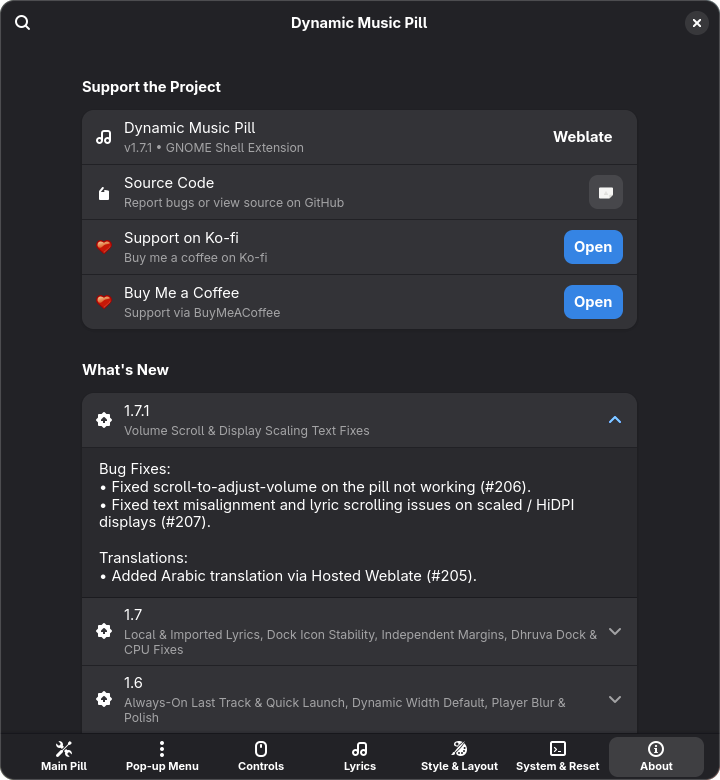 Dynamic Music Pill
Support the Project
Dynamic Music Pill
v1.7.1 • GNOME Shell Extension
Weblate
Source Code
Report bugs or view source on GitHub
Support on Ko-fi
Buy me a coffee on Ko-fi
Open
Buy Me a Coffee
Support via BuyMeACoffee
Open
What's New
1.7.1
Volume Scroll & Display Scaling Text Fixes
Bug Fixes:
• Fixed scroll-to-adjust-volume on the pill not working (#206).
• Fixed text misalignment and lyric scrolling issues on scaled / HiDPI
displays (#207).
Translations:
• Added Arabic translation via Hosted Weblate (#205).
1.7
Local & Imported Lyrics, Dock Icon Stability, Independent Margins, Dhruva Dock &
CPU Fixes
1.6
Always-On Last Track & Quick Launch, Dynamic Width Default, Player Blur &
Polish
Main Pill
Pop-up Menu
Controls
Lyrics
Style & Layout
System & Reset
About